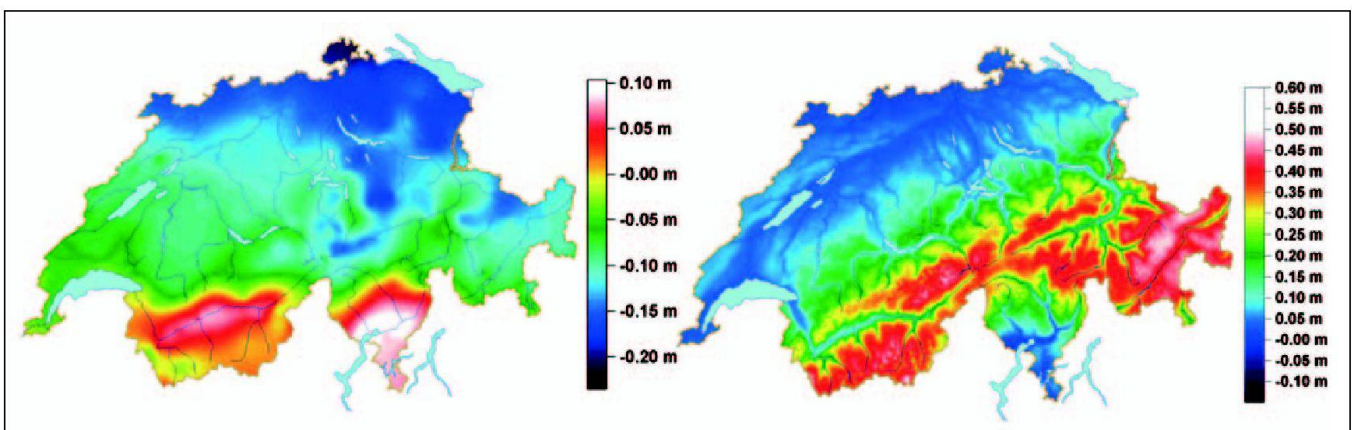 0.10 m
0.05 m
-0.00 m
-0.05 m
-0.10 m
-0.15 m
-0.20 m
0.60 m
0.55 m
0.50 m
0.45 m
0.40 m
0.35 m
0.30 m
0.25 m
0.20 m
0.15 m
0.10 m
0.05 m
-0.00 m
-0.05 m
-0.10 m